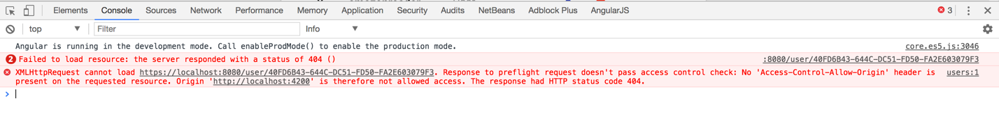 Elements Console Sources Network Performance Memory Application Security Audits NetBeans Adblock Plus AngularJS 3
top Filter Info
Angular is running in the development mode. Call enableProdMode() to enable the production mode. core.es5.js:3046
2 Failed to load resource: the server responded with a status of 404 () :8080/user/40FD6B43-644C-DC51-FD50-FA2E603079F3
XMLHttpRequest cannot load https://localhost:8080/user/40FD6B43-644C-DC51-FD50-FA2E603079F3. Response to preflight request doesn't pass access control check: No 'Access-Control-Allow-Origin' header is users:1
present on the requested resource. Origin 'http://localhost:4200' is therefore not allowed access. The response had HTTP status code 404.